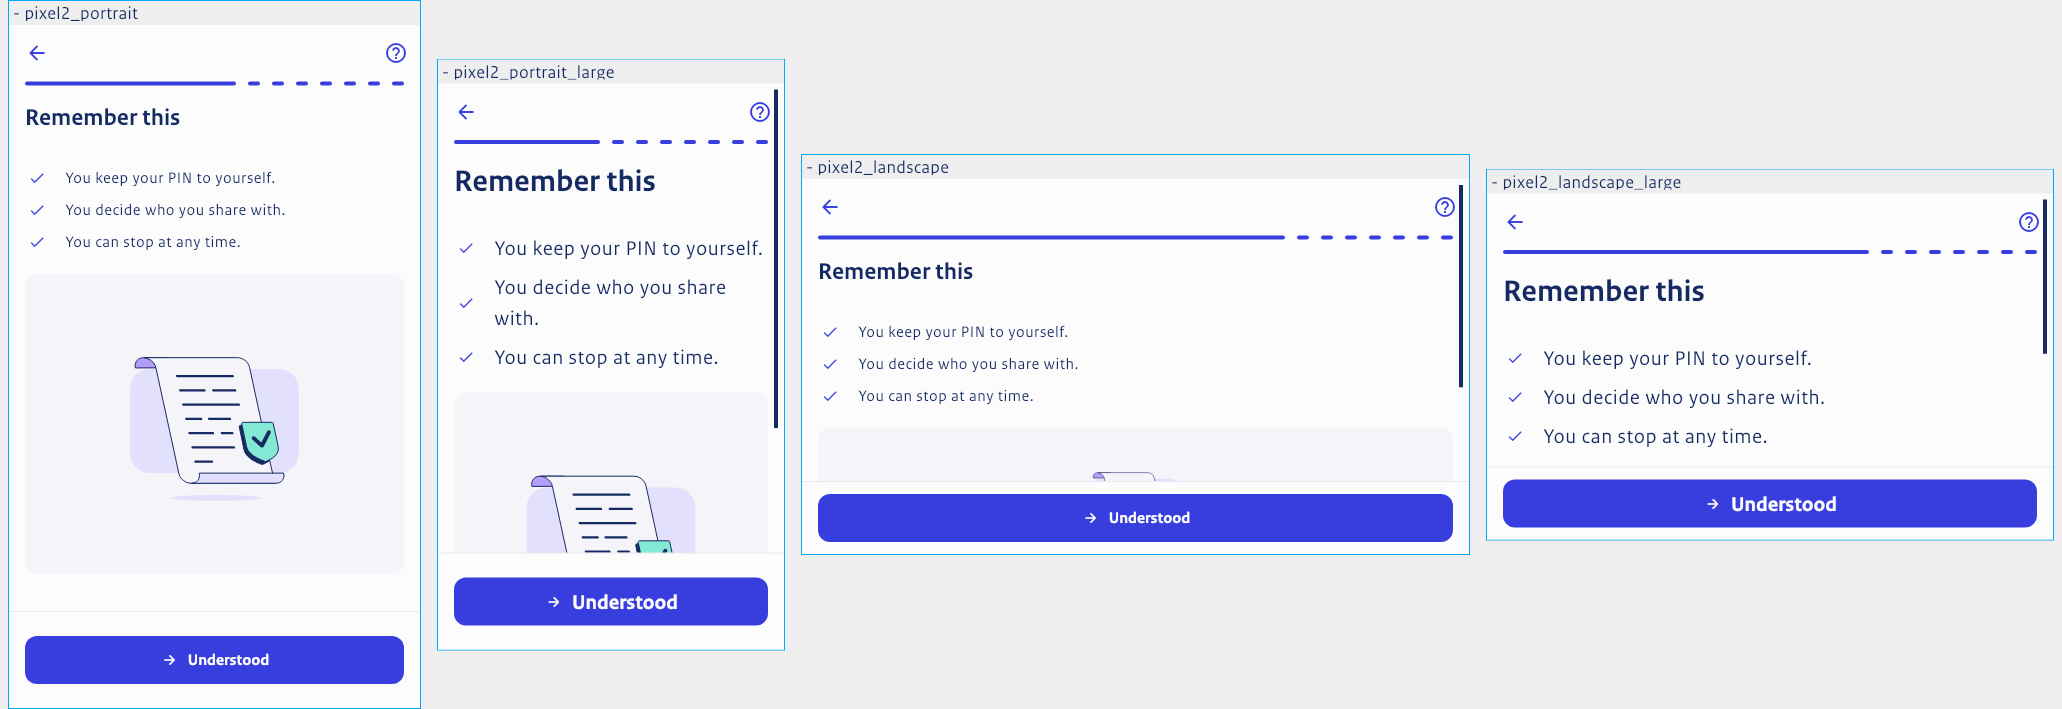 - pixel2_portrait
Remember this
You keep your PIN to yourself.
You decide who you share with.
You can stop at any time.
Understood
- pixel2_portrait_large
Remember this
You keep your PIN to yourself.
You decide who you share
with.
You can stop at any time.
Understood
- pixel2_landscape
Remember this
You keep your PIN to yourself.
You decide who you share with.
You can stop at any time.
Understood
- pixel2_landscape_large
Remember this
You keep your PIN to yourself.
You decide who you share with.
You can stop at any time.
Understood